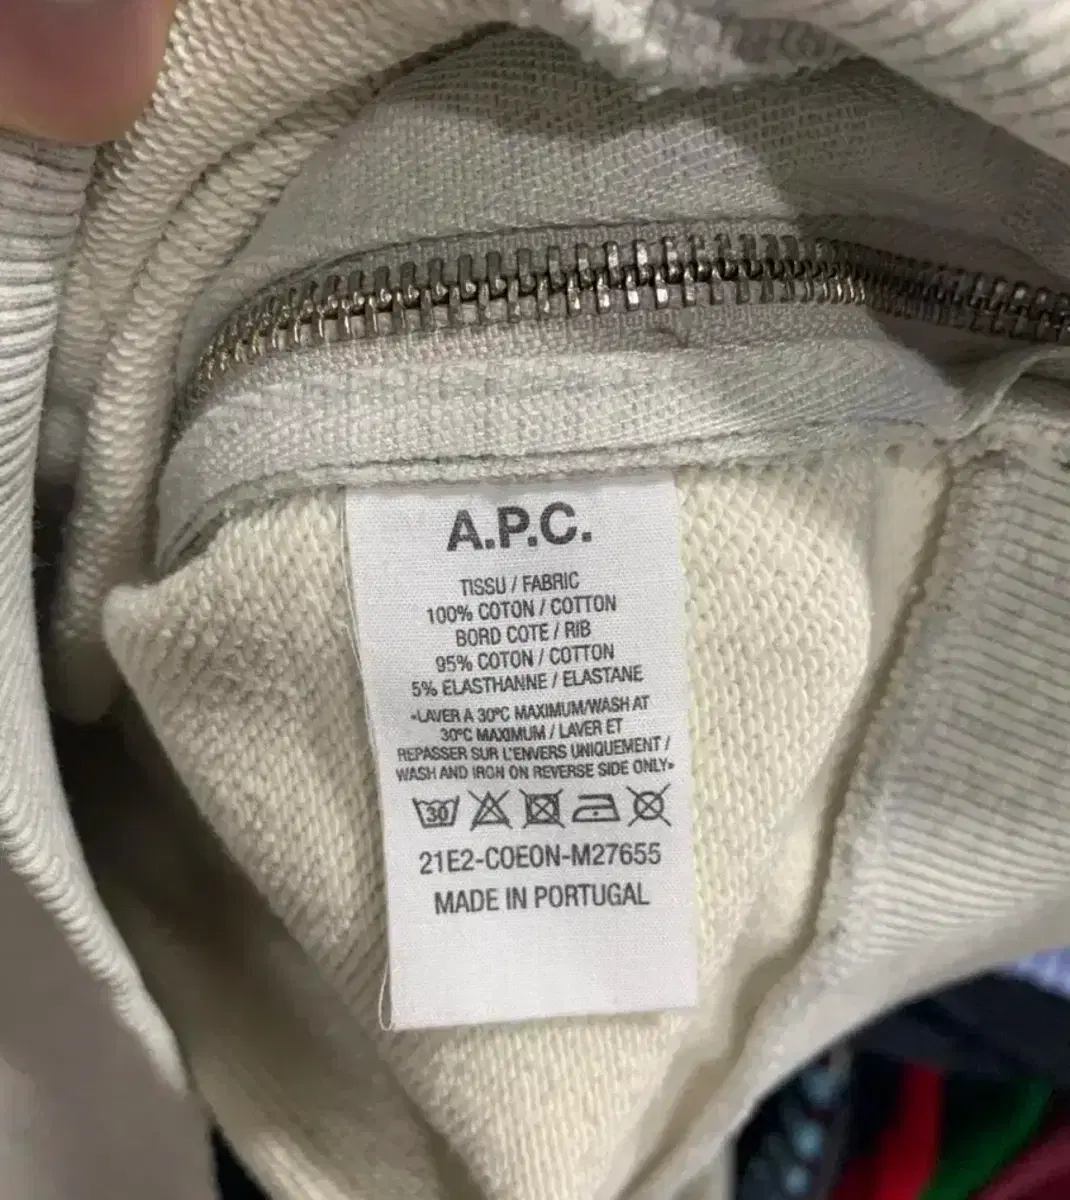 A.P.C.
TISSU / FABRIC
100% COTON / COTTON
BORD COTE / RIB
95% COTON / COTTON
5% ELASTHANNE / ELASTANE
•LAVER A 30°C MAXIMUM/WASH AT
30°C MAXIMUM / LAVER ET
REPASSER SUR L'ENVERS UNIQUEMENT /
WASH AND IRON ON REVERSE SIDE ONLY•
30
21E2-COEON-M27655
MADE IN PORTUGAL